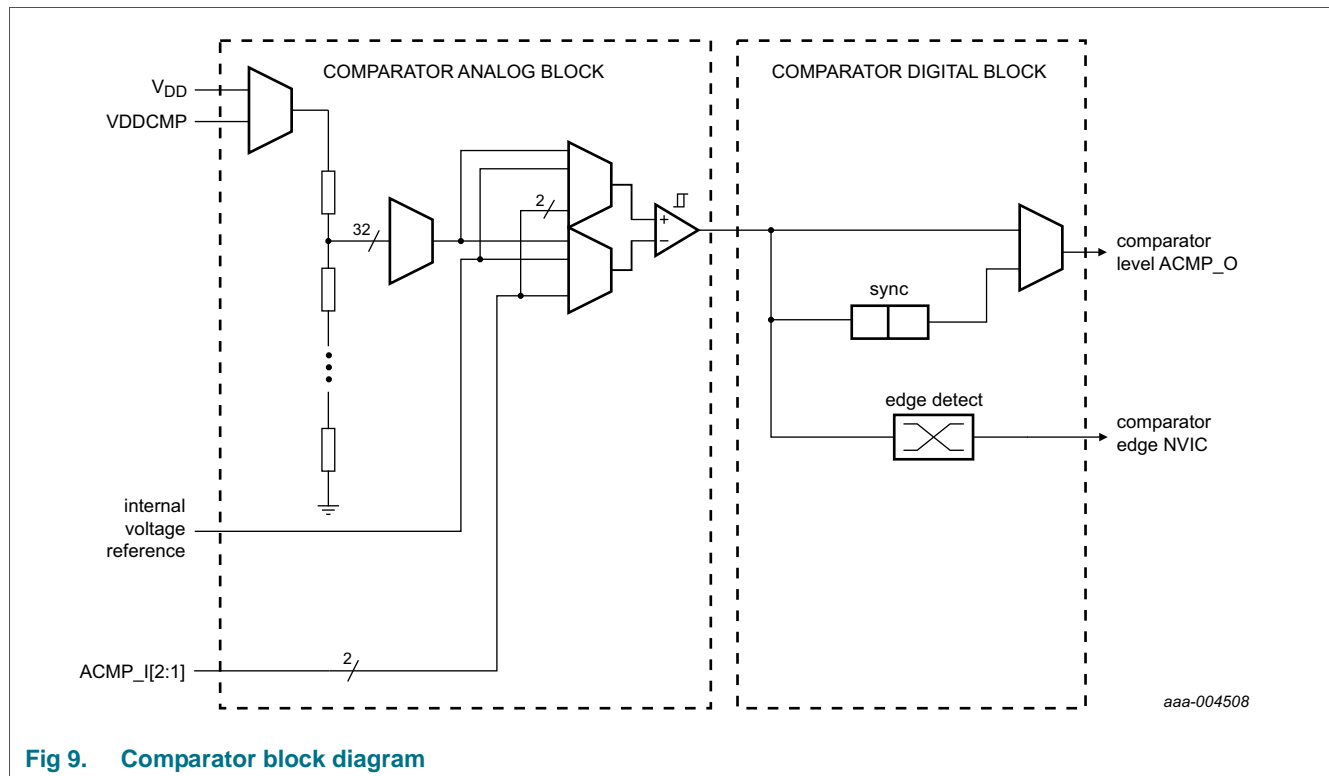 COMPARATOR ANALOG BLOCK
COMPARATOR DIGITAL BLOCK
VDD
VDDCMP
32
2
sync
edge detect
comparator
level ACMP_O
comparator
edge NVIC
internal
voltage
reference
ACMP_I[2:1]
2
aaa-004508
Fig 9. Comparator block diagram